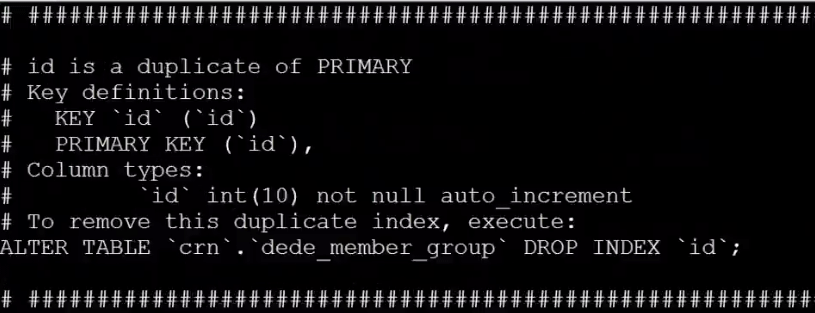 # ########################################################
# id is a duplicate of PRIMARY
# Key definitions:
#   KEY `id` (`id`)
#   PRIMARY KEY (`id`),
# Column types:
#         `id` int(10) not null auto_increment
# To remove this duplicate index, execute:
ALTER TABLE `crn`.`dede_member_group` DROP INDEX `id`;
# ########################################################